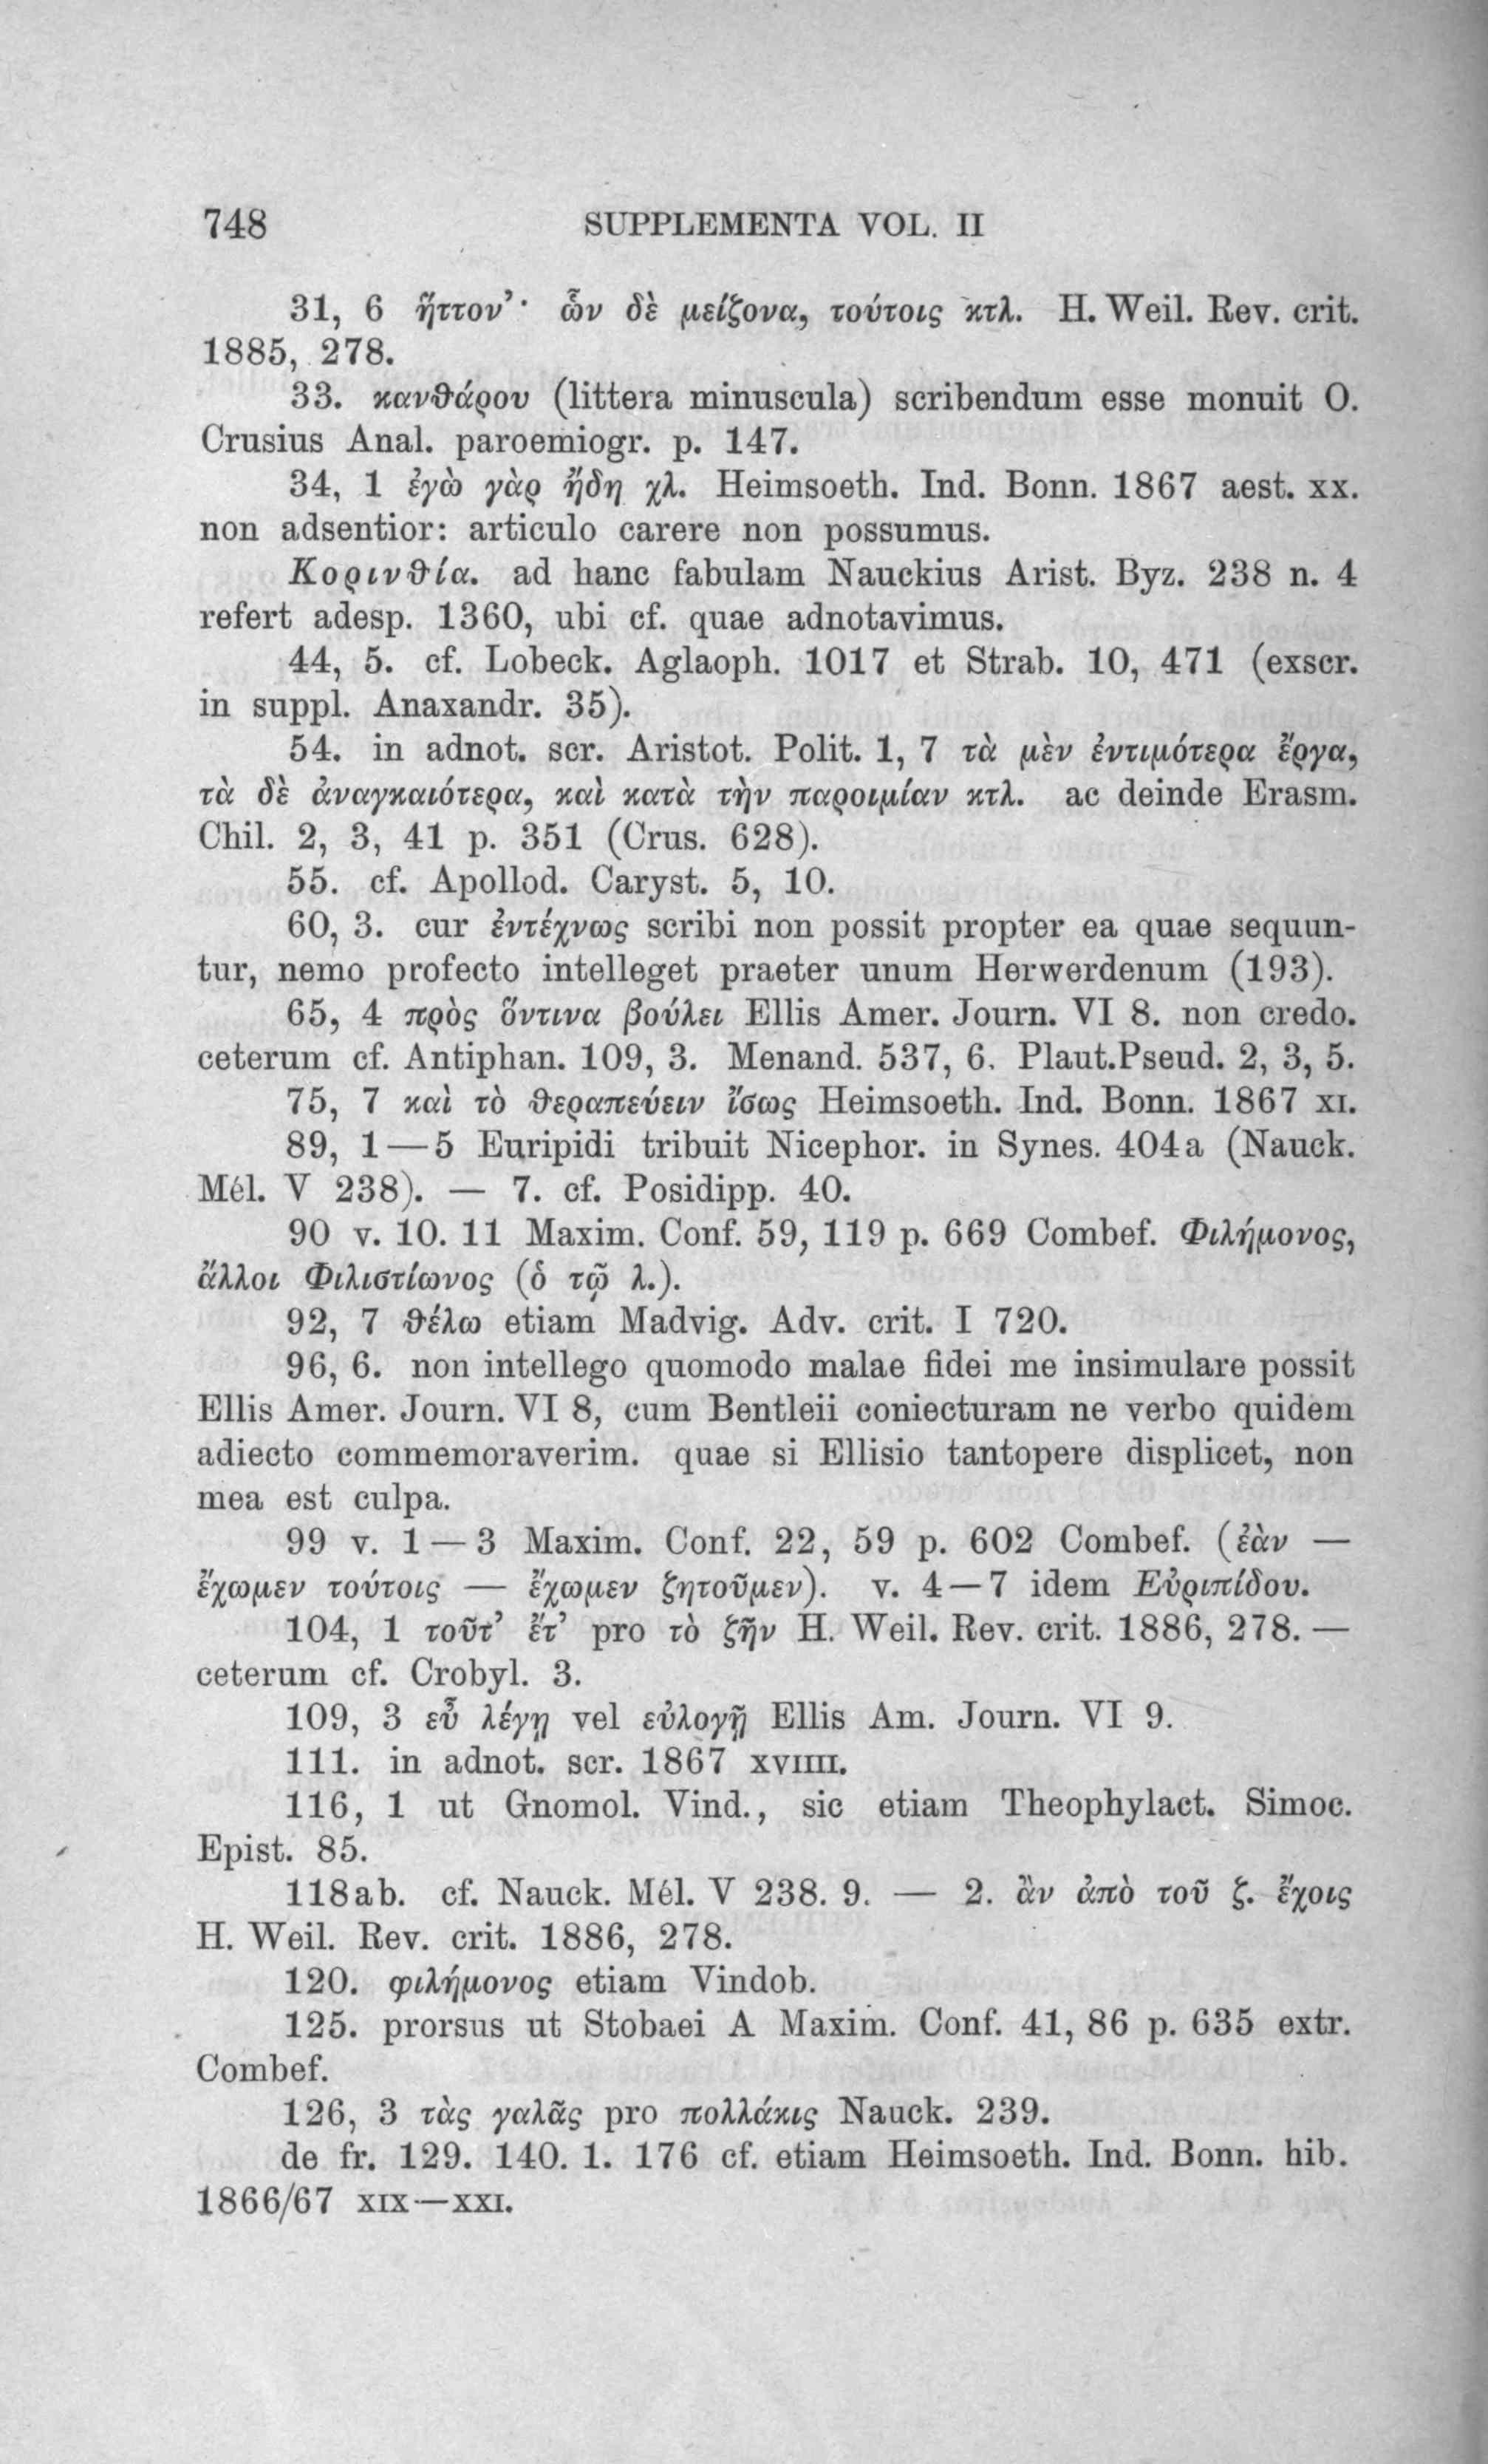 748 SUPPLEMENTA VOL. II
31, 6 ἥττον’· ὧν δὲ μείζονα, τούτοις κτλ. H. Weil. Rev. crit.
1885, 278.
33. κανθάρου (littera minuscula) scribendum esse monuit O.
Crusius Anal. paroemiogr. p. 147.
34, 1 ἐγὼ γὰρ ἤδη χλ. Heimsoeth. Ind. Bonn. 1867 aest. XX.
non adsentior: articulo carere non possumus.
Κορινθία. ad hanc fabulam Nauckius Arist. Byz. 238 n. 4
refert adesp. 1360, ubi cf. quae adnotavimus.
44, 5. cf. Lobeck. Aglaoph. 1017 et Strab. 10, 471 (exscr.
in suppl. Anaxandr. 35).
54. in adnot. scr. Aristot. Polit. 1, 7 τὰ μὲν ἐντιμότερα ἔργα,
τὰ δὲ ἀναγκαιότερα, καὶ κατὰ τὴν παροιμίαν κτλ. ac deinde Erasm.
Chil. 2, 3, 41 p. 351 (Crus. 628).
55. cf. Apollod. Caryst. 5, 10.
60, 3. cur ἐντέχνως scribi non possit propter ea quae sequun-
tur, nemo profecto intelleget praeter unum Herwerdenum (193).
65, 4 πρὸς ὅντινα βούλει Ellis Amer. Journ. VI 8. non credo.
ceterum cf. Antiphan. 109, 3. Menand. 537, 6. Plaut.Pseud. 2, 3, 5.
75, 7 καὶ τὸ θεραπεύειν ἴσως Heimsoeth. Ind. Bonn. 1867 XI.
89, 1—5 Euripidi tribuit Nicephor. in Synes. 404a (Nauck.
Mél. V 238). — 7. cf. Posidipp. 40.
90 v. 10. 11 Maxim. Conf. 59, 119 p. 669 Combef. Φιλήμονος,
ἄλλοι Φιλιστίωνος (ὁ τῷ λ.).
92, 7 θέλω etiam Madvig. Adv. crit. I 720.
96, 6. non intellego quomodo malae fidei me insimulare possit
Ellis Amer. Journ. VI 8, cum Bentleii coniecturam ne verbo quidem
adiecto commemoraverim. quae si Ellisio tantopere displicet, non
mea est culpa.
99 v. 1—3 Maxim. Conf. 22, 59 p. 602 Combef. (ἐὰν —
ἔχωμεν τούτοις — ἔχωμεν ζητοῦμεν). v. 4—7 idem Εὐριπίδου.
104, 1 τοῦτ’ ἔτ’ pro τὸ ζῆν H. Weil. Rev. crit. 1886, 278. —
ceterum cf. Crobyl. 3.
109, 3 εὖ λέγῃ vel εὐλογῇ Ellis Am. Journ. VI 9.
111. in adnot. scr. 1867 XVIIII.
116, 1 ut Gnomol. Vind., sic etiam Theophylact. Simoc.
Epist. 85.
118ab. cf. Nauck. Mél. V 238. 9. — 2. ἂν ἀπὸ τοῦ ζ. ἔχοις
H. Weil. Rev. crit. 1886, 278.
120. φιλήμονος etiam Vindob.
125. prorsus ut Stobaei A Maxim. Conf. 41, 86 p. 635 extr.
Combef.
126, 3 τὰς γαλᾶς pro πολλάκις Nauck. 239.
de fr. 129. 140. 1. 176 cf. etiam Heimsoeth. Ind. Bonn. hib.
1866/67 XIX—XXI.